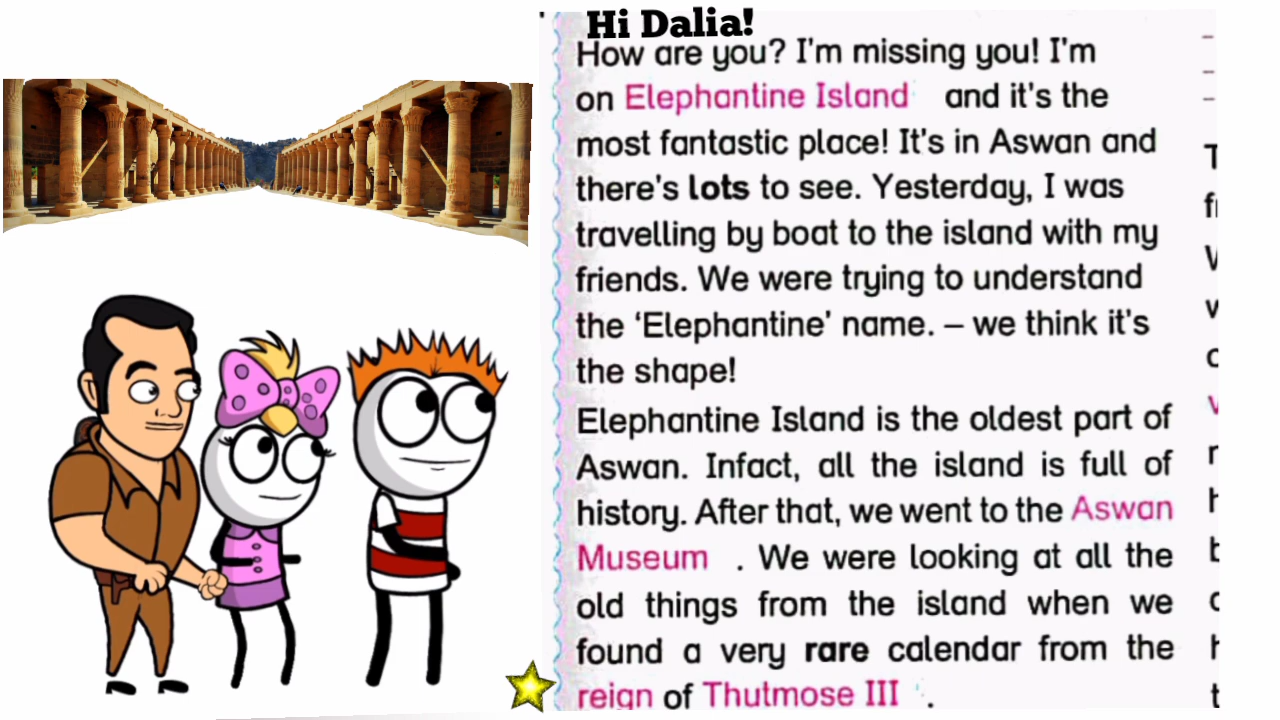 Hi Dalia!
How are you? I'm missing you! I'm
on Elephantine Island and it's the
most fantastic place! It's in Aswan and
there's lots to see. Yesterday, I was
travelling by boat to the island with my
friends. We were trying to understand
the ‘Elephantine’ name. – we think it's
the shape!
Elephantine Island is the oldest part of
Aswan. Infact, all the island is full of
history. After that, we went to the Aswan
Museum . We were looking at all the
old things from the island when we
found a very rare calendar from the
reign of Thutmose III .